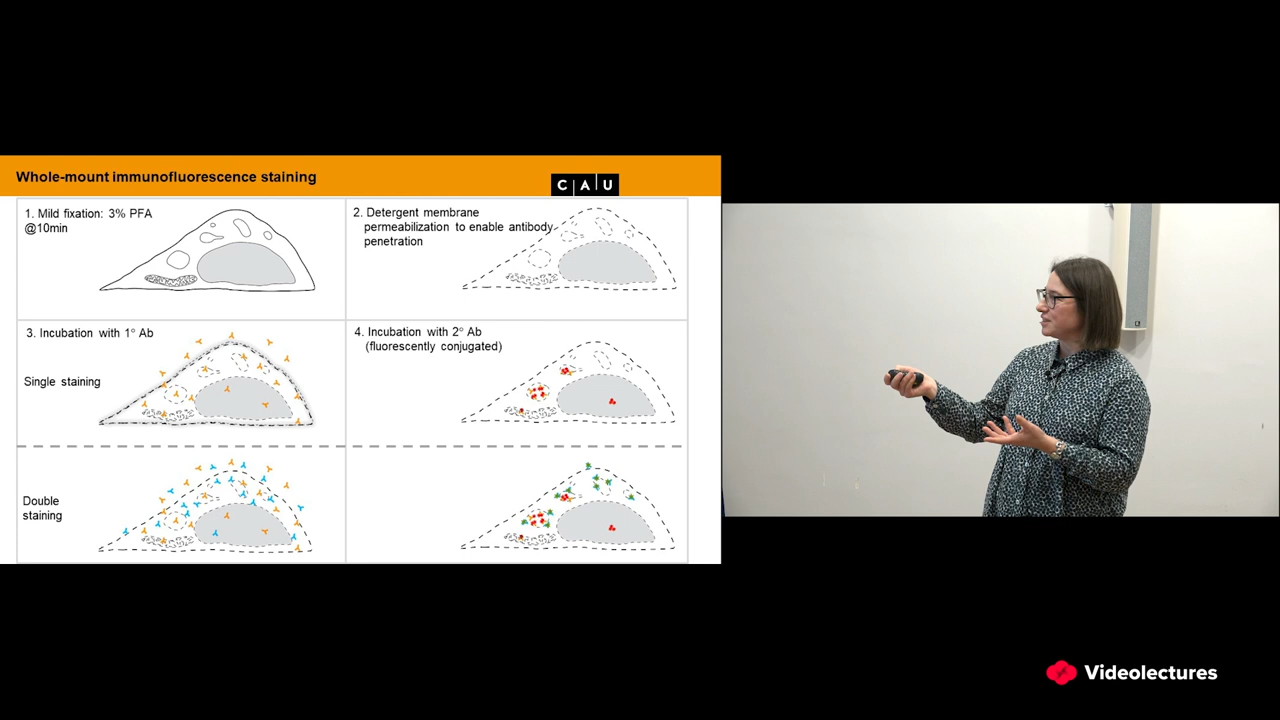 Whole-mount immunofluorescence staining
C A U
1. Mild fixation: 3% PFA
@10min
2. Detergent membrane
permeabilization to enable antibody
penetration
3. Incubation with 1° Ab
Single staining
4. Incubation with 2° Ab
(fluorescently conjugated)
Double
staining
Videolectures